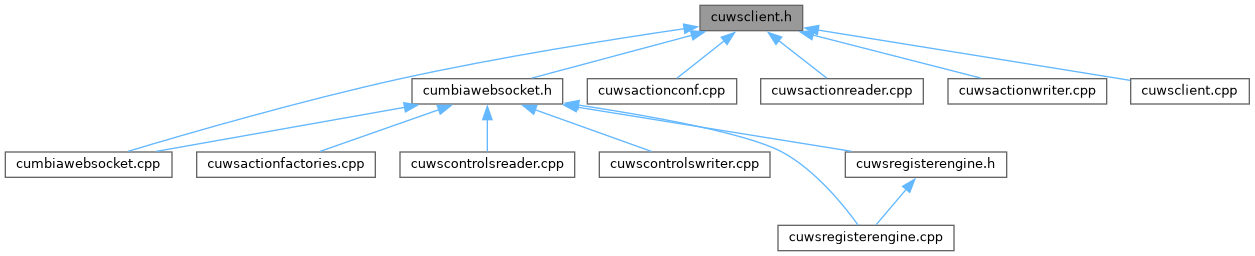 cuwsclient.h
cumbiawebsocket.h
cuwsactionconf.cpp
cuwsactionreader.cpp
cuwsactionwriter.cpp
cuwsclient.cpp
cumbiawebsocket.cpp
cuwsactionfactories.cpp
cuwscontrolsreader.cpp
cuwscontrolswriter.cpp
cuwsregisterengine.h
cuwsregisterengine.cpp